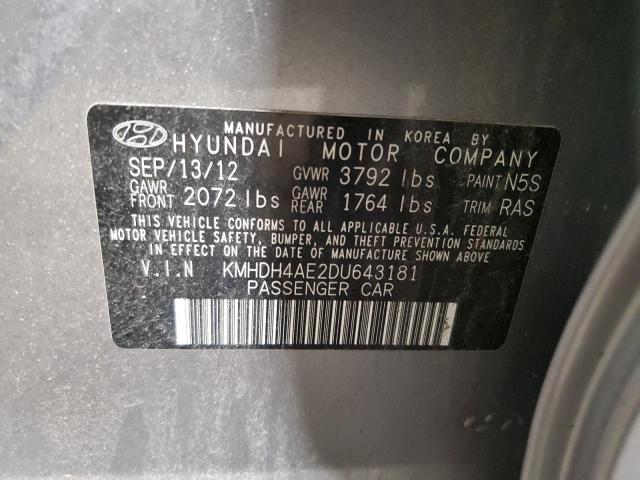 MANUFACTURED IN KOREA BY
HYUNDAI MOTOR COMPANY
SEP/13/12 GVWR 3792 lbs PAINT N5S
GAWR FRONT 2072 lbs GAWR REAR 1764 lbs TRIM RAS
THIS VEHICLE CONFORMS TO ALL APPLICABLE U.S.A. FEDERAL
MOTOR VEHICLE SAFETY, BUMPER, AND THEFT PREVENTION STANDARDS
IN EFFECT ON THE DATE OF MANUFACTURE SHOWN ABOVE.
V.I.N KMHDH4AE2DU643181
PASSENGER CAR